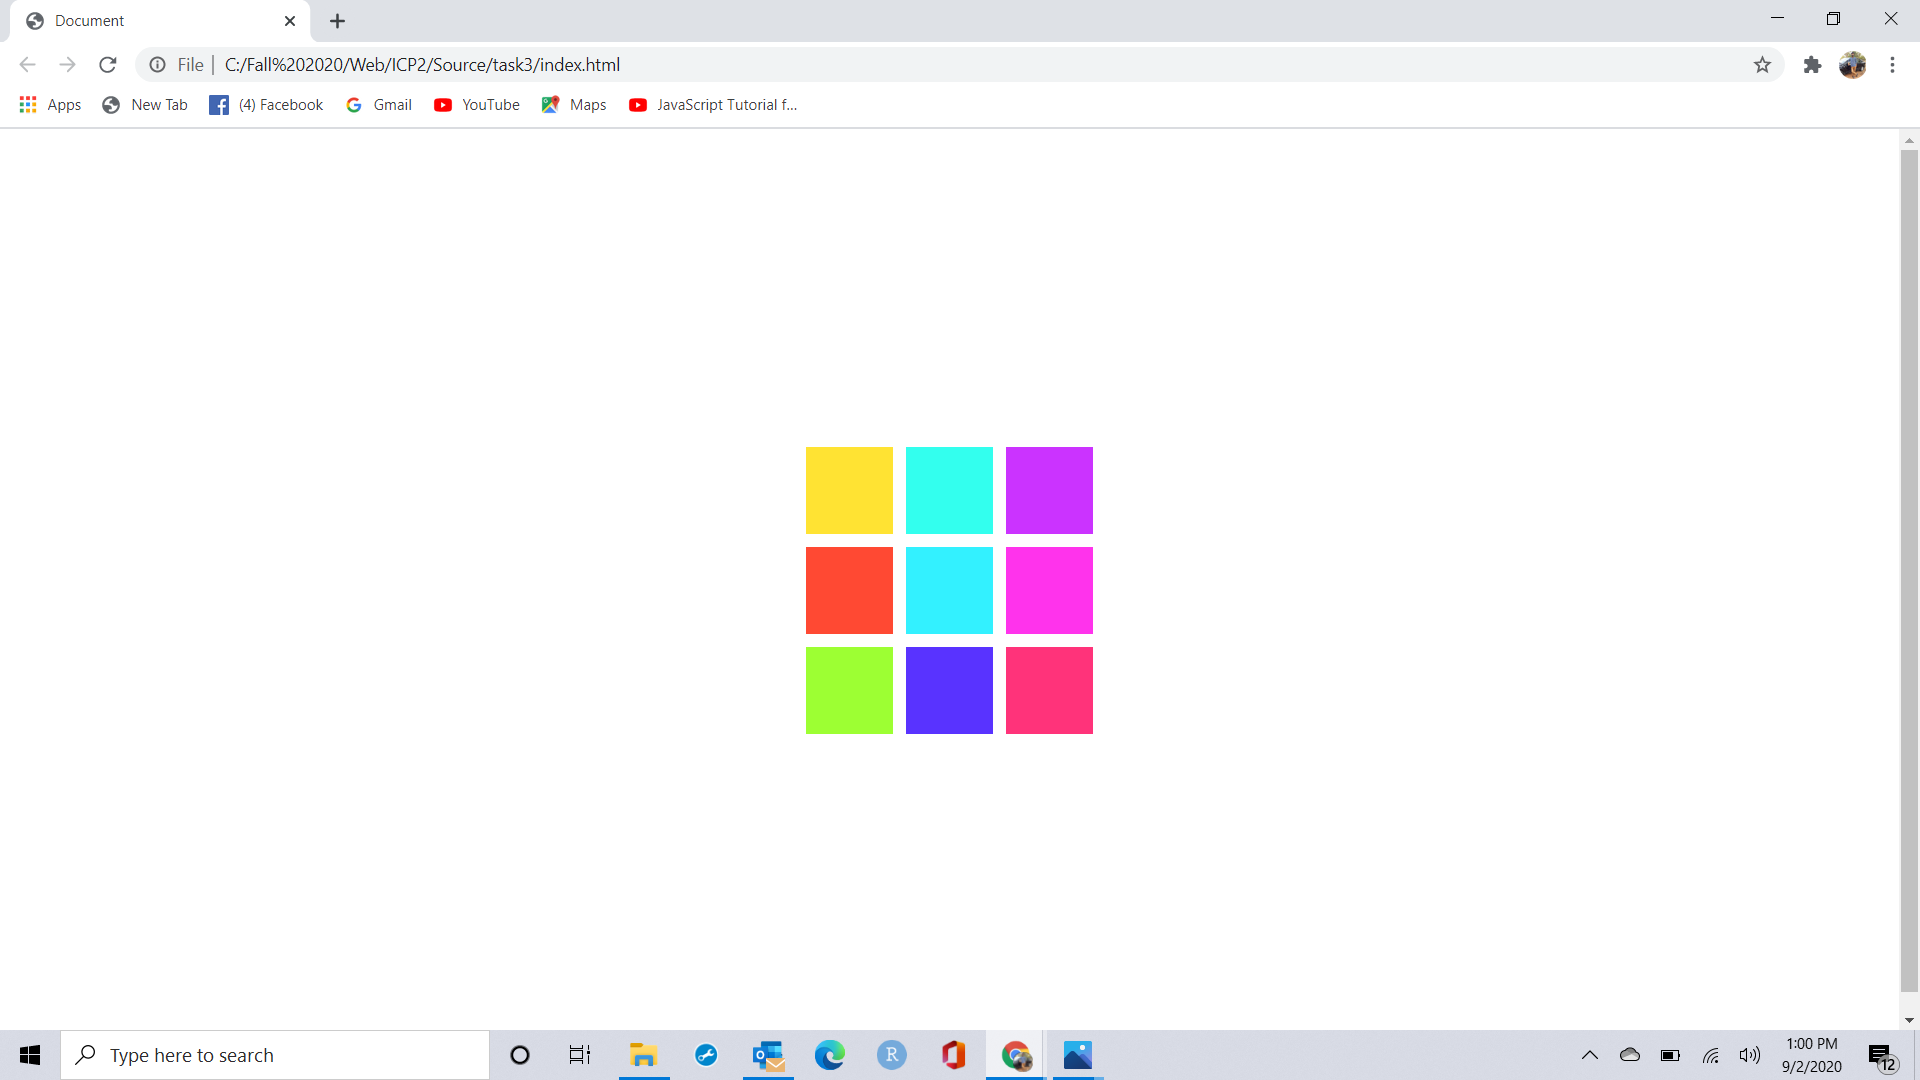 Document
File | C:/Fall%202020/Web/ICP2/Source/task3/index.html
Apps New Tab (4) Facebook Gmail YouTube Maps JavaScript Tutorial f...
Type here to search
R
1:00 PM
9/2/2020
12